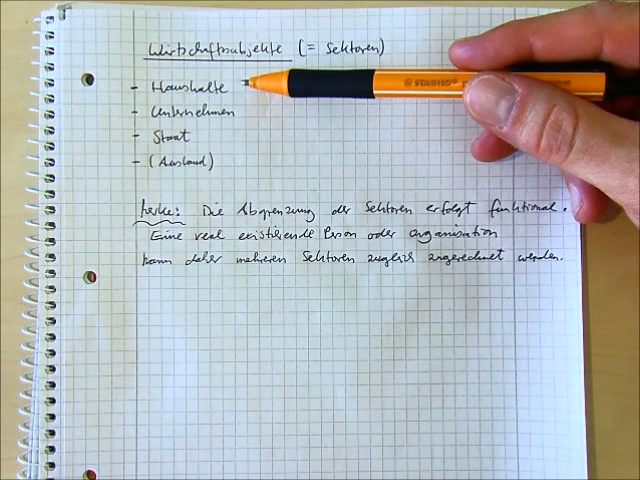 Wirtschaftssubjekte (= Sektoren)
- Haushalte
- Unternehmen
- Staat
- (Ausland)
Merke: Die Abgrenzung der Sektoren erfolgt funktional.
Eine real existierende Person oder Organisation
kann daher mehreren Sektoren zugleich zugerechnet werden.
STABILO